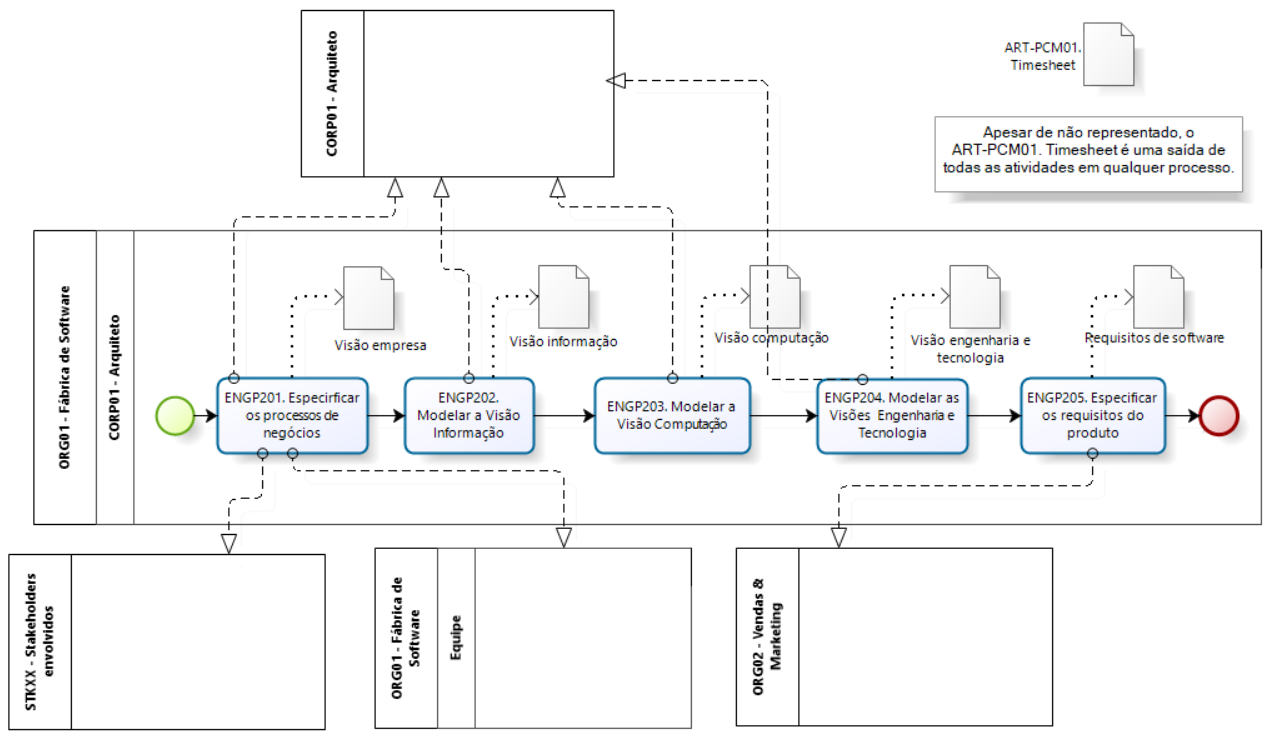 CORP01 - Arquiteto
ART-PCM01.
Timesheet
Apesar de não representado, o
ART-PCM01. Timesheet é uma saída de
todas as atividades em qualquer processo.
ORG01 - Fábrica de Software
CORP01 - Arquiteto
Visão empresa
Visão informação
Visão computação
Visão engenharia e
tecnologia
Requisitos de software
ENGP201. Especirficar
os processos de
negócios
ENGP202.
Modelar a Visão
Informação
ENGP203. Modelar a
Visão Computação
ENGP204. Modelar as
Visões Engenharia e
Tecnologia
ENGP205. Especificar
os requisitos do
produto
STKXX - Stakeholders
envolvidos
ORG01 - Fábrica de
Software
Equipe
ORG02 - Vendas &
Marketing